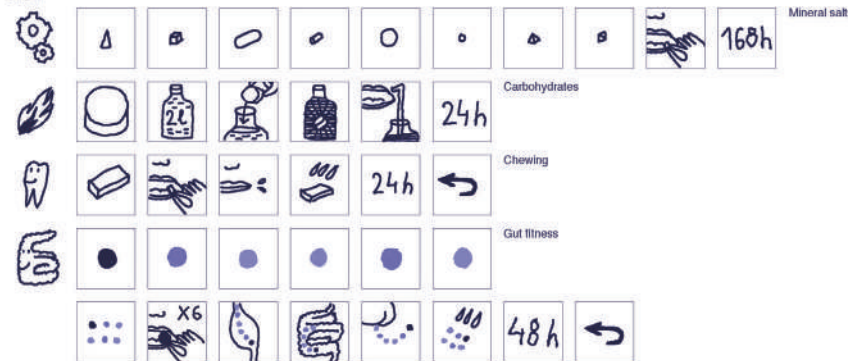 168h
Mineral salt
2l
24h
Carbohydrates
24h
Chewing
Gut fitness
X6
48h